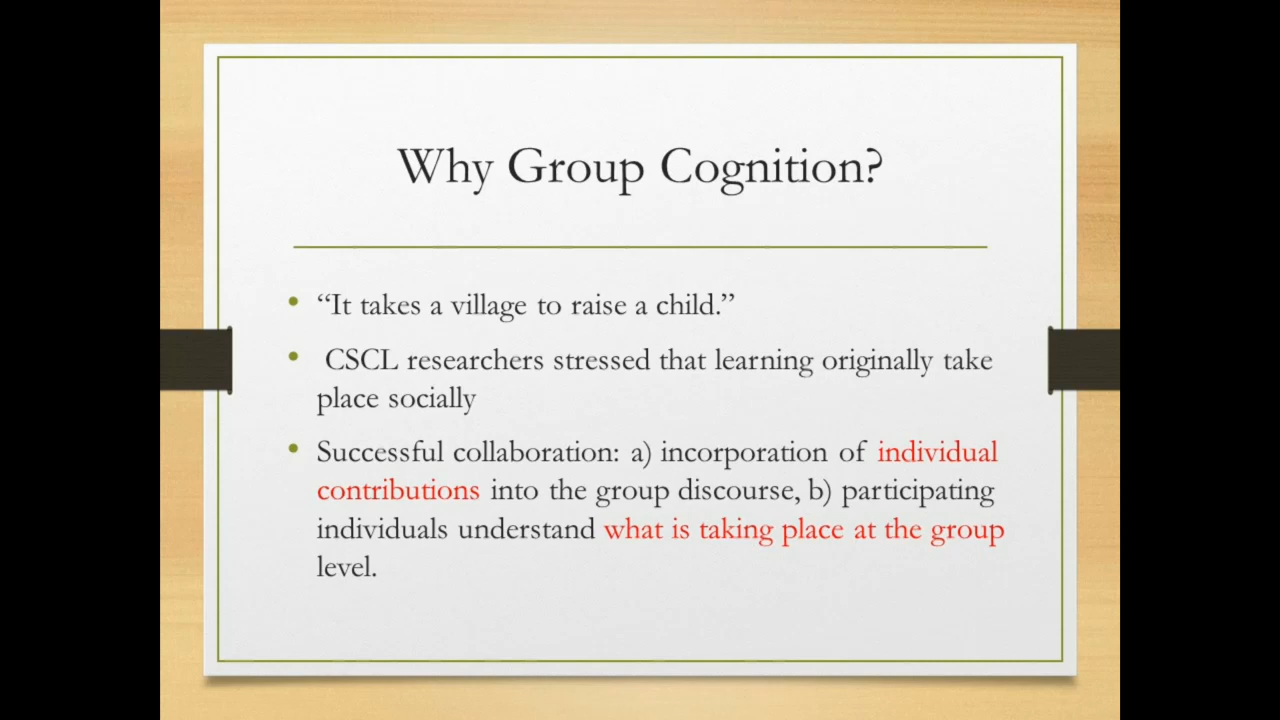 Why Group Cognition?
• “It takes a village to raise a child.”
• CSCL researchers stressed that learning originally take
place socially
• Successful collaboration: a) incorporation of individual
contributions into the group discourse, b) participating
individuals understand what is taking place at the group
level.